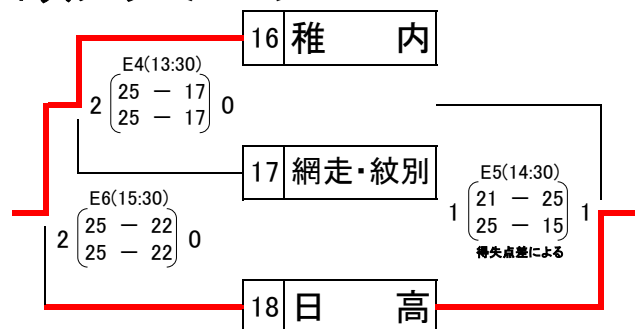 16 稚 内
E4(13:30)
2 25 － 17 0
25 － 17
17 網走・紋別
E5(14:30)
1 21 － 25 1
25 － 15
得失点差による
E6(15:30)
2 25 － 22 0
25 － 22
18 日 高